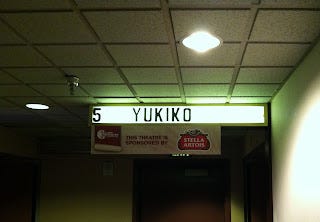 5 YUKIKO
THIS THEATRE IS
SPONSORED BY
STELLA
ARTOIS